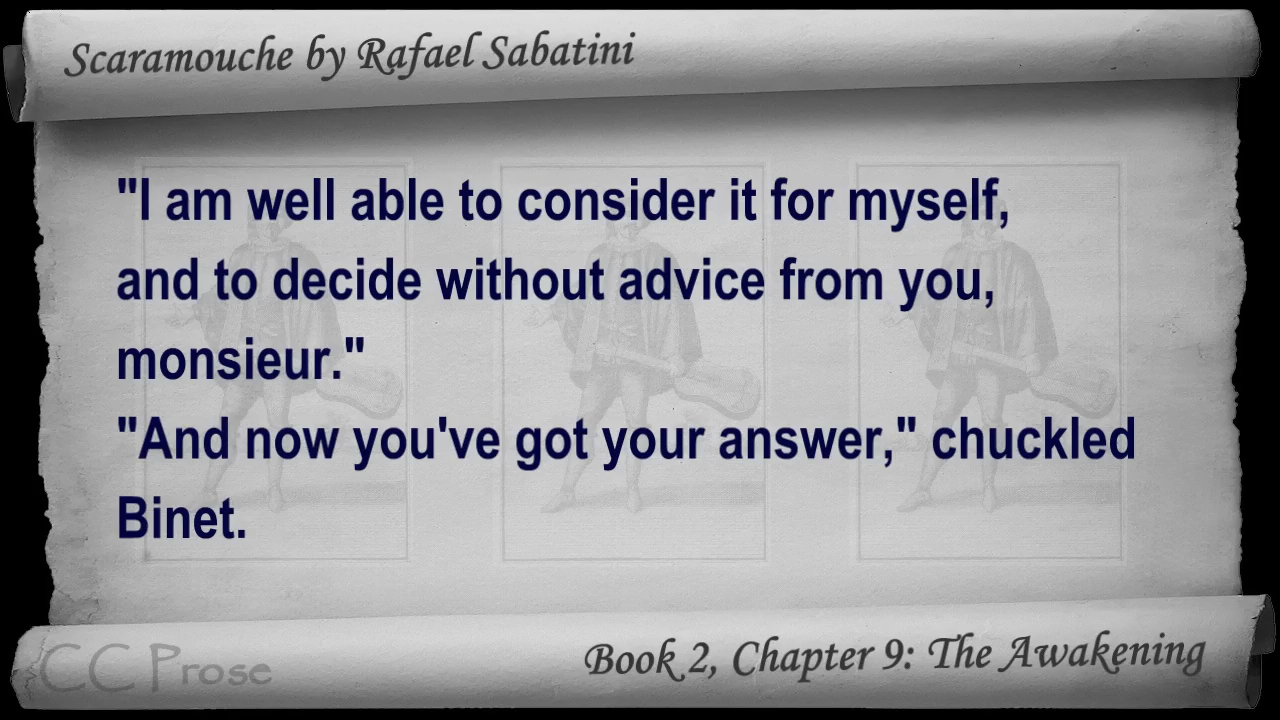 Scaramouche by Rafael Sabatini
"I am well able to consider it for myself,
and to decide without advice from you,
monsieur."
"And now you've got your answer," chuckled
Binet.
CC Prose
Book 2, Chapter 9: The Awakening